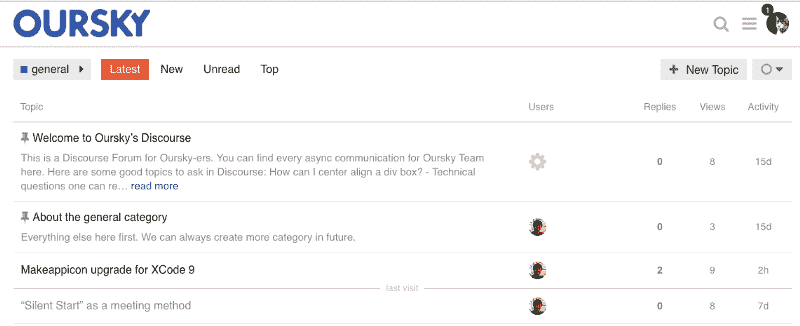 OURSKY
1
general Latest New Unread Top New Topic
Topic Users Replies Views Activity
Welcome to Oursky's Discourse
This is a Discourse Forum for Oursky-ers. You can find every async communication for Oursky Team
here. Here are some good topics to ask in Discourse: How can I center align a div box? - Technical
questions one can re… read more
0 8 15d
About the general category
Everything else here first. We can always create more category in future.
0 3 15d
Makeappicon upgrade for XCode 9 2 9 2h
last visit
“Silent Start” as a meeting method 0 8 7d